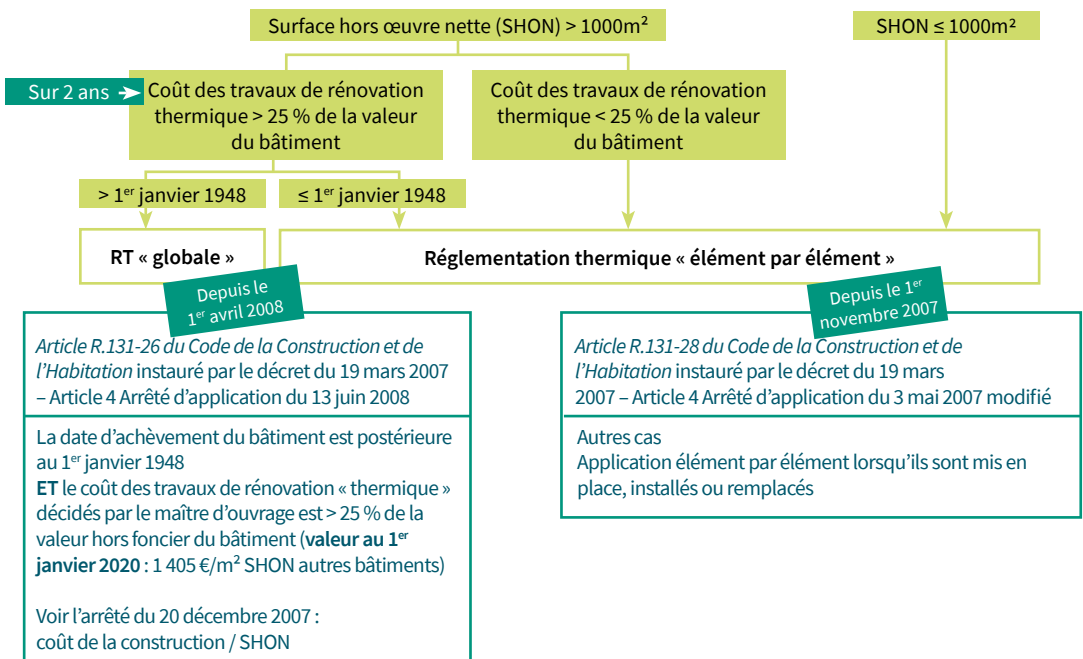 Surface hors œuvre nette (SHON) > 1000m²
SHON ≤ 1000m²
Sur 2 ans
Coût des travaux de rénovation
thermique > 25 % de la valeur
du bâtiment
Coût des travaux de rénovation
thermique < 25 % de la valeur
du bâtiment
> 1er janvier 1948
≤ 1er janvier 1948
RT « globale »
Réglementation thermique « élément par élément »
Depuis le
1er avril 2008
Article R.131-26 du Code de la Construction et de
l’Habitation instauré par le décret du 19 mars 2007
– Article 4 Arrêté d’application du 13 juin 2008
La date d’achèvement du bâtiment est postérieure
au 1er janvier 1948
ET le coût des travaux de rénovation « thermique »
décidés par le maître d’ouvrage est > 25 % de la
valeur hors foncier du bâtiment (valeur au 1er
janvier 2020 : 1 405 €/m² SHON autres bâtiments)
Voir l’arrêté du 20 décembre 2007 :
coût de la construction / SHON
Depuis le 1er
novembre 2007
Article R.131-28 du Code de la Construction et de
l’Habitation instauré par le décret du 19 mars
2007 – Article 4 Arrêté d’application du 3 mai 2007 modifié
Autres cas
Application élément par élément lorsqu’ils sont mis en
place, installés ou remplacés